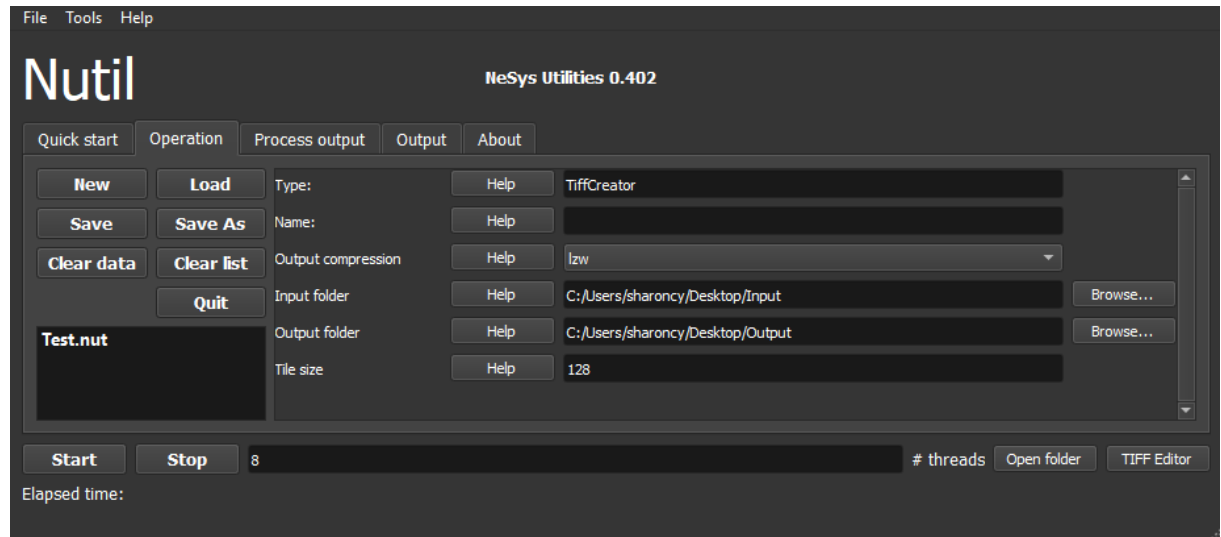 File Tools Help
Nutil
NeSys Utilities 0.402
Quick start Operation Process output Output About
New Load Type: Help TiffCreator
Save Save As Name: Help
Clear data Clear list Output compression Help lzw
Quit Input folder Help C:/Users/sharoncy/Desktop/Input Browse...
Test.nut Output folder Help C:/Users/sharoncy/Desktop/Output Browse...
Tile size Help 128
Start Stop 8 # threads Open folder TIFF Editor
Elapsed time: